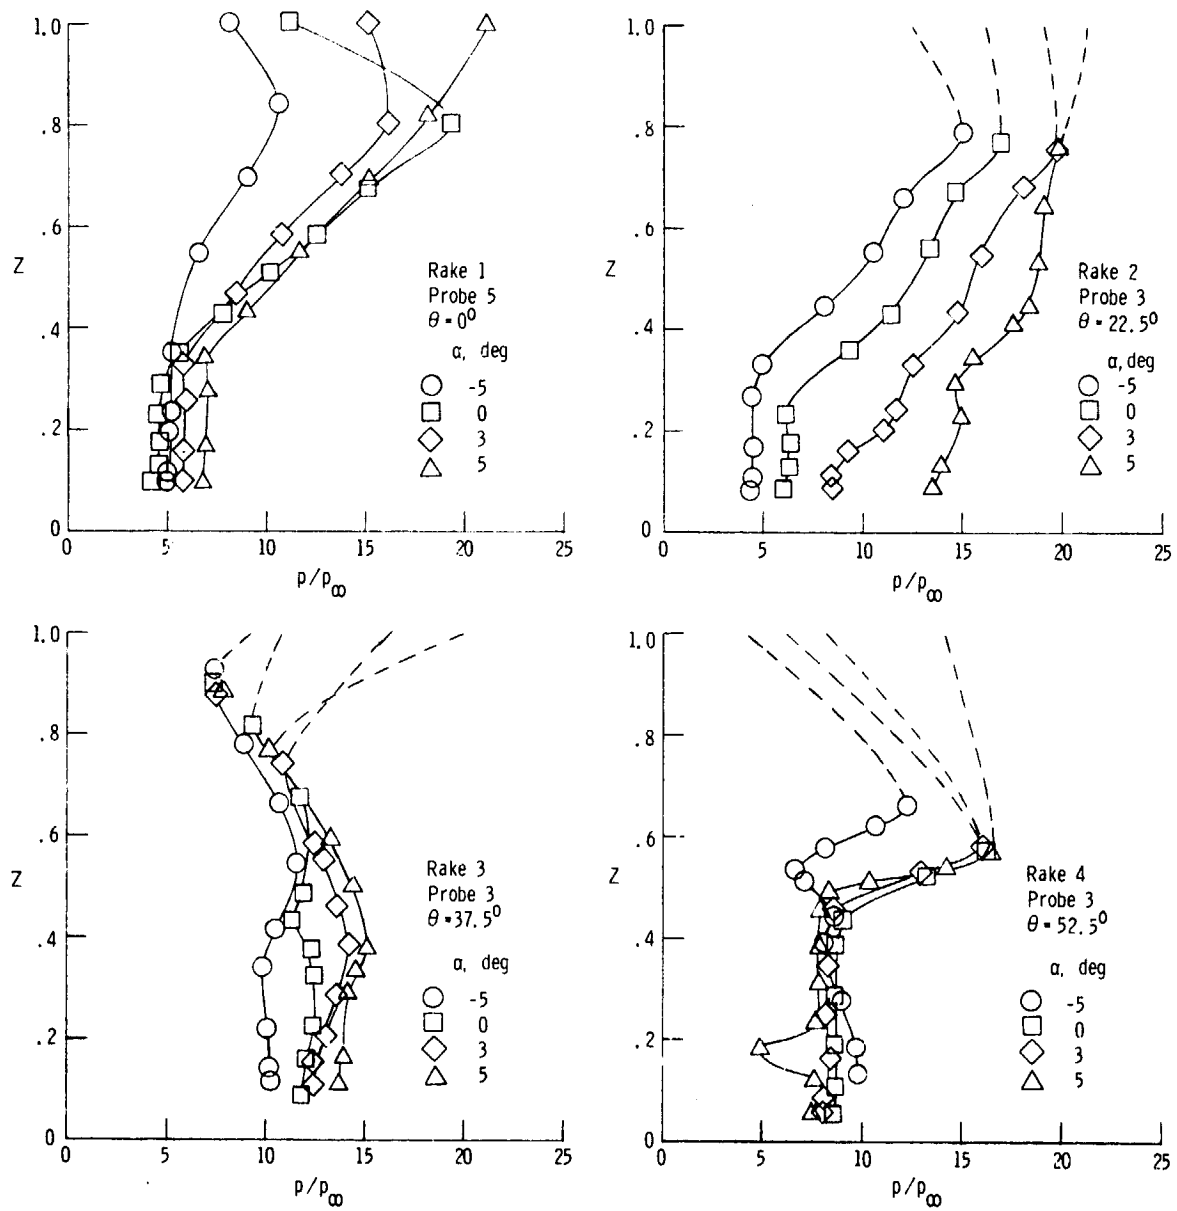 1.0
.8
.6
Z
.4
.2
0
0 5 10 15 20 25
p/p∞
Rake 1
Probe 5
θ = 0°
α, deg
-5
0
3
5
1.0
.8
.6
Z
.4
.2
0
0 5 10 15 20 25
p/p∞
Rake 2
Probe 3
θ = 22.5°
α, deg
-5
0
3
5
1.0
.8
.6
Z
.4
.2
0
0 5 10 15 20 25
p/p∞
Rake 3
Probe 3
θ = 37.5°
α, deg
-5
0
3
5
1.0
.8
.6
Z
.4
.2
0
5 10 15 20 25
p/p∞
Rake 4
Probe 3
θ = 52.5°
α, deg
-5
0
3
5